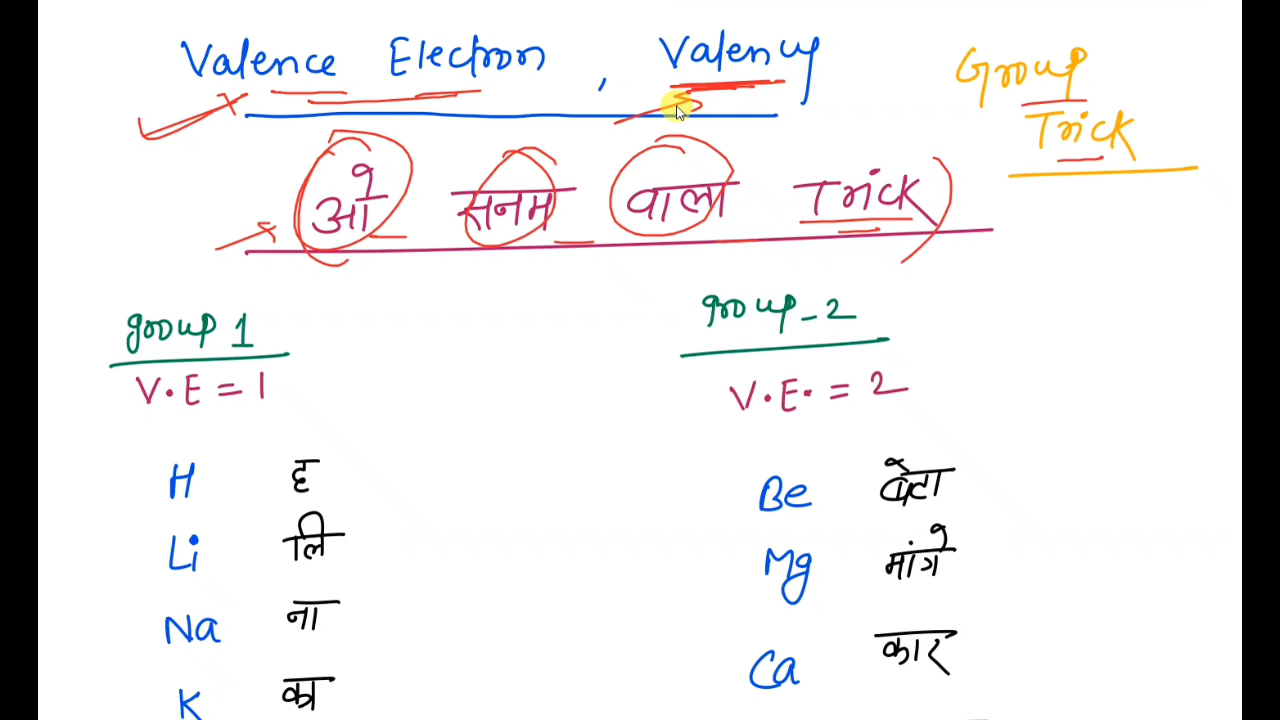 Valence Electron, Valency
Group
Trick
ओ सनम वाला Trick
group 1
V.E = 1
H ह
Li लि
Na ना
K का
group-2
V.E. = 2
Be बेटा
Mg मांगे
Ca कार